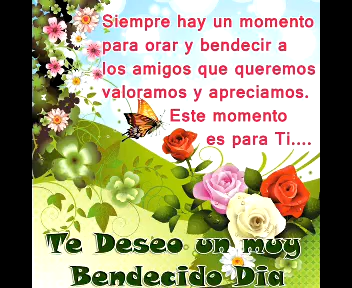 Siempre hay un momento
para orar y bendecir a
los amigos que queremos
valoramos y apreciamos.
Este momento
es para Ti....
Te Deseo un muy
Bendecido Dia